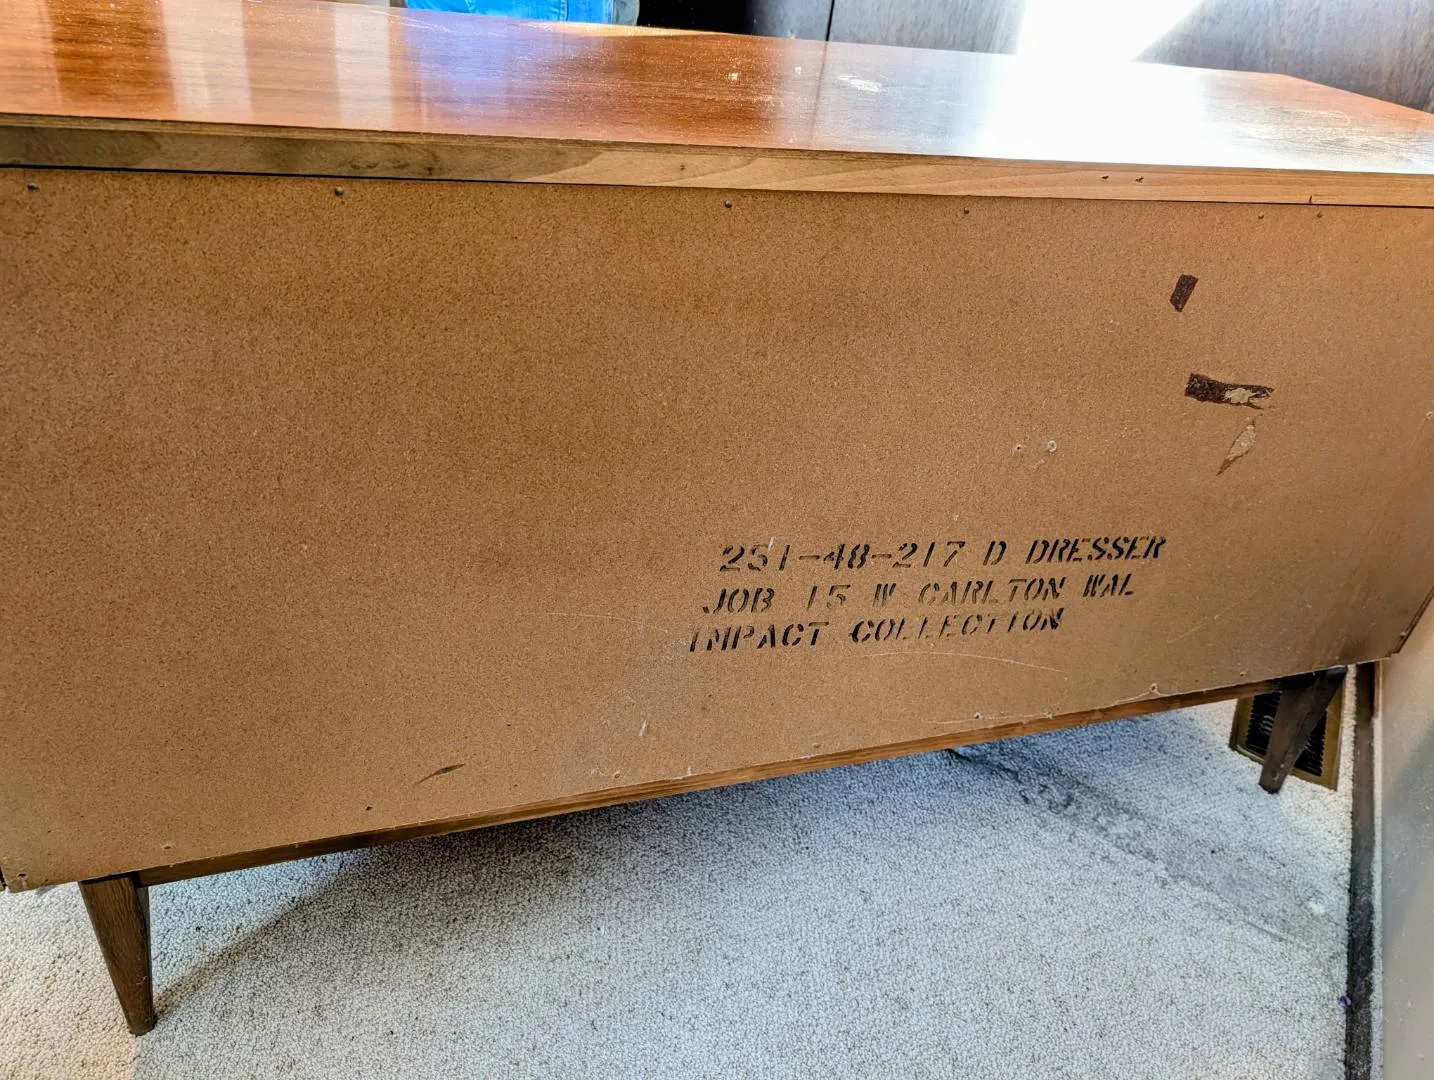 251-48-217 D DRESSER
JOB 15 W CARLTON WAL
IMPACT COLLECTION